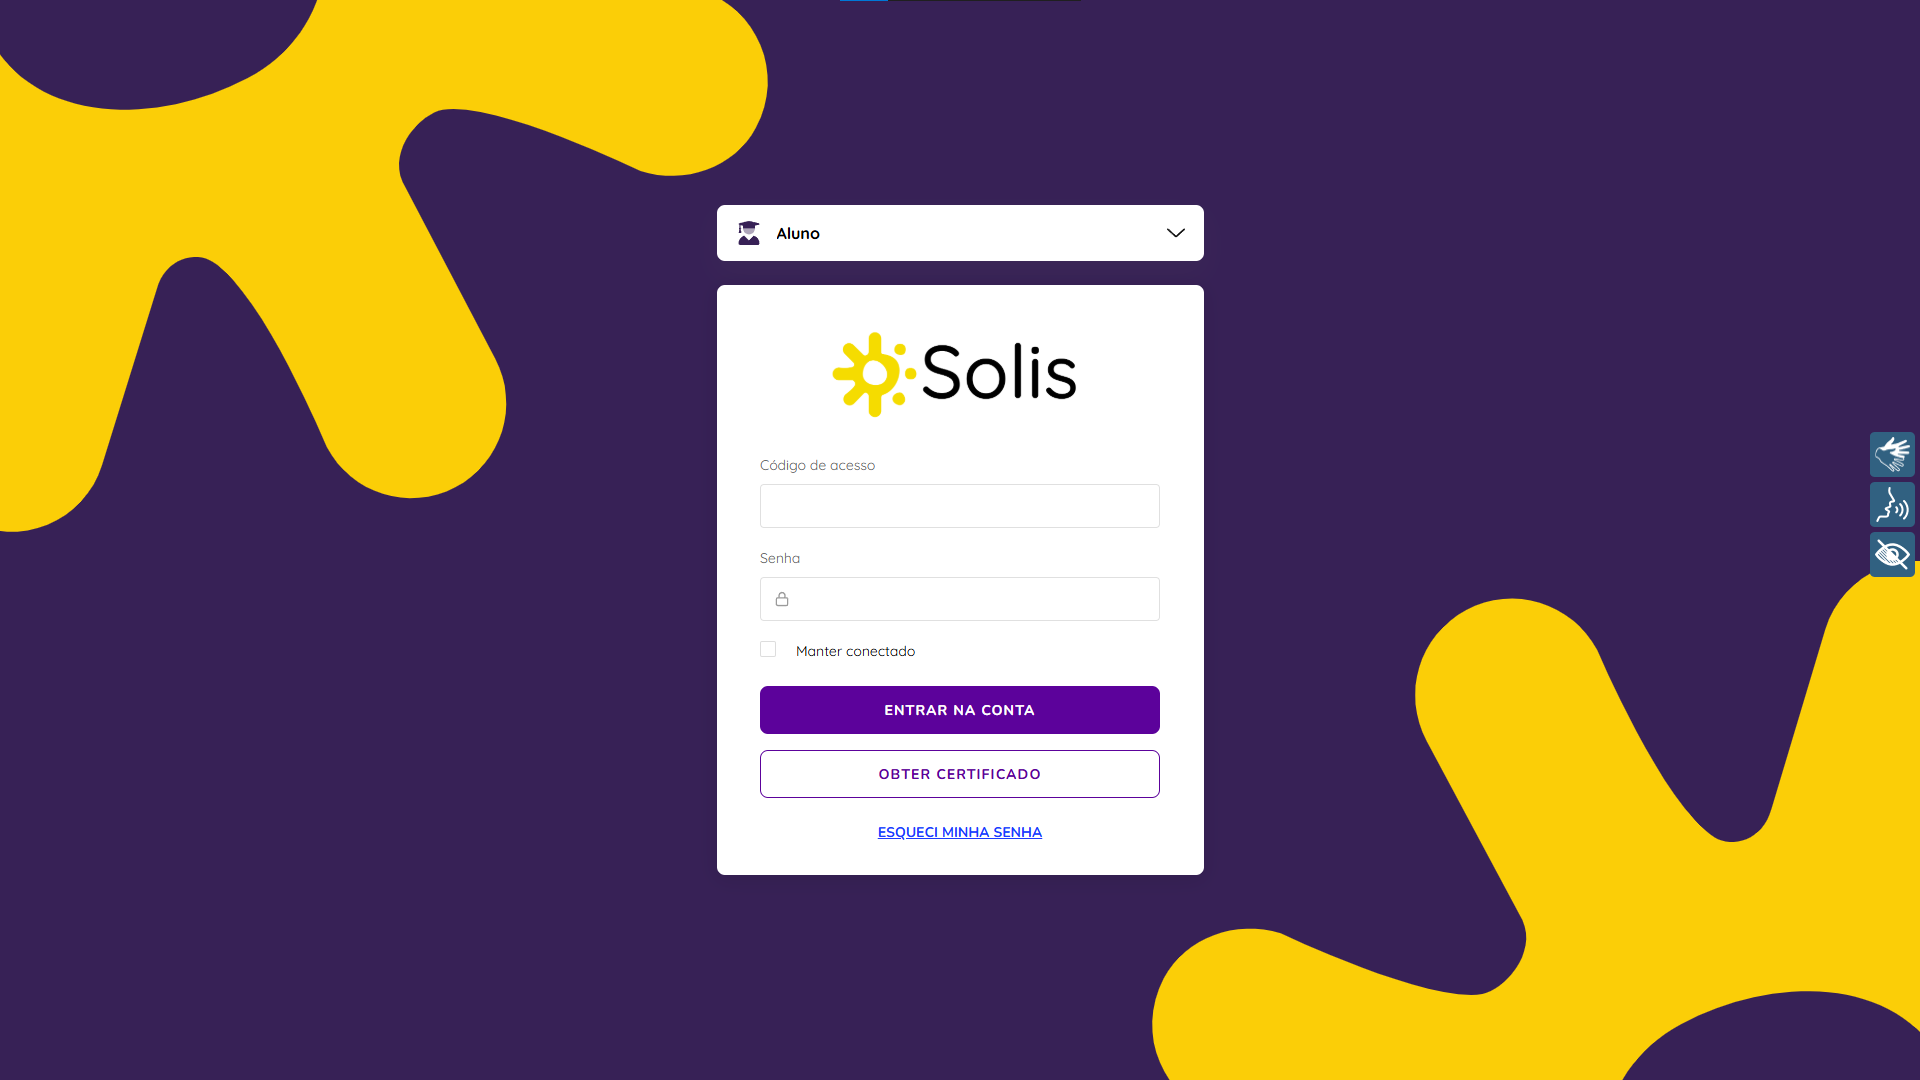 Aluno
Solis
Código de acesso
Senha
Manter conectado
ENTRAR NA CONTA
OBTER CERTIFICADO
ESQUECI MINHA SENHA